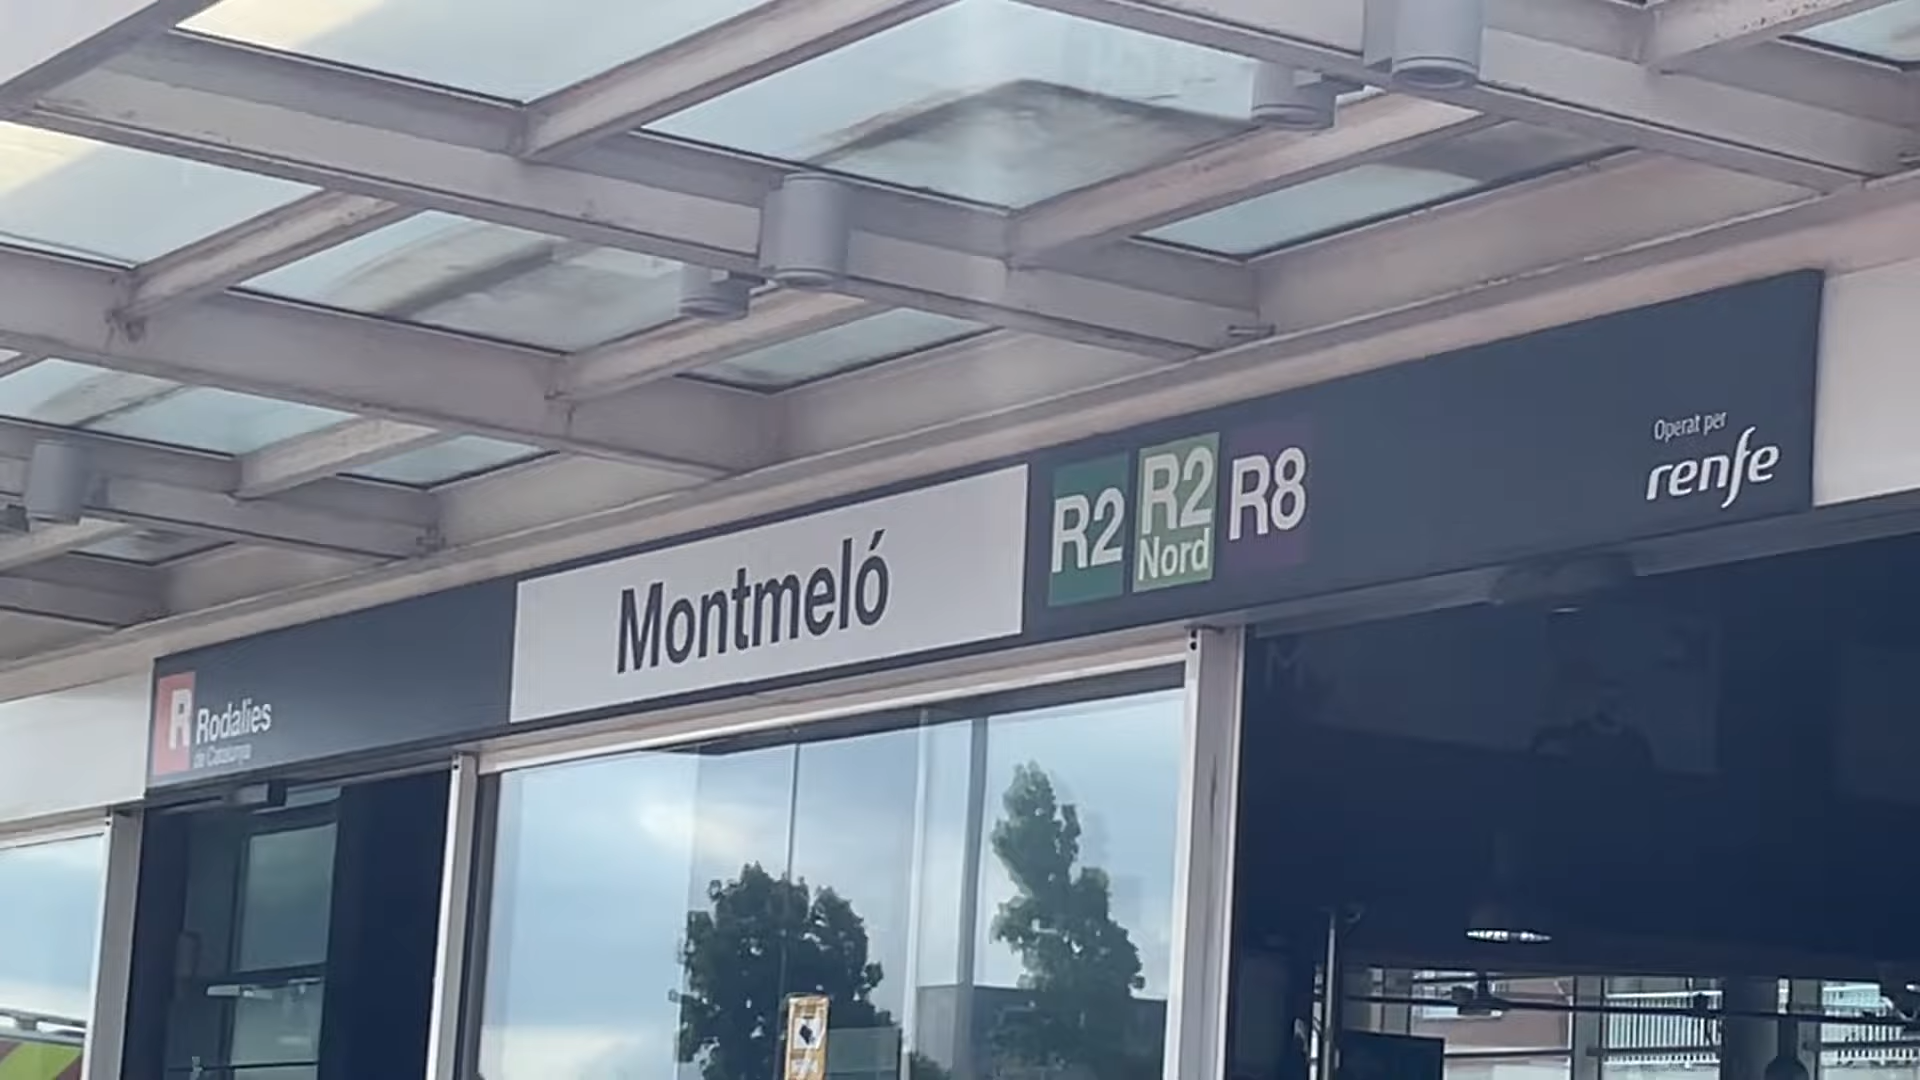 R Rodalies
de Catalunya
Montmeló
R2
R2
Nord
R8
Operat per
renfe